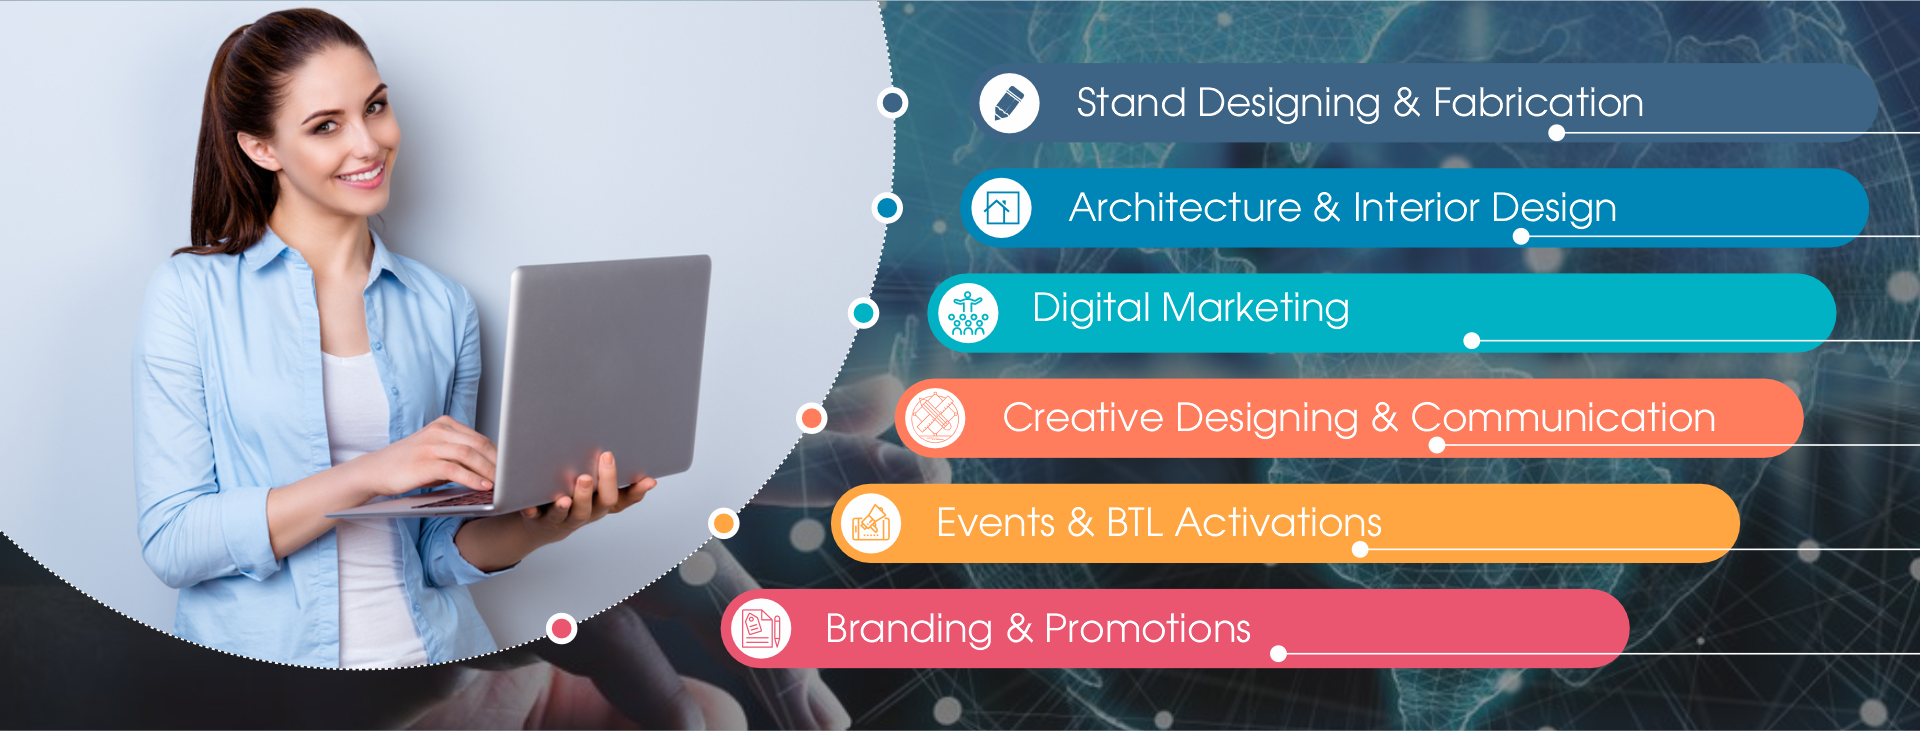 Stand Designing & Fabrication
Architecture & Interior Design
Digital Marketing
Creative Designing & Communication
Events & BTL Activations
Branding & Promotions